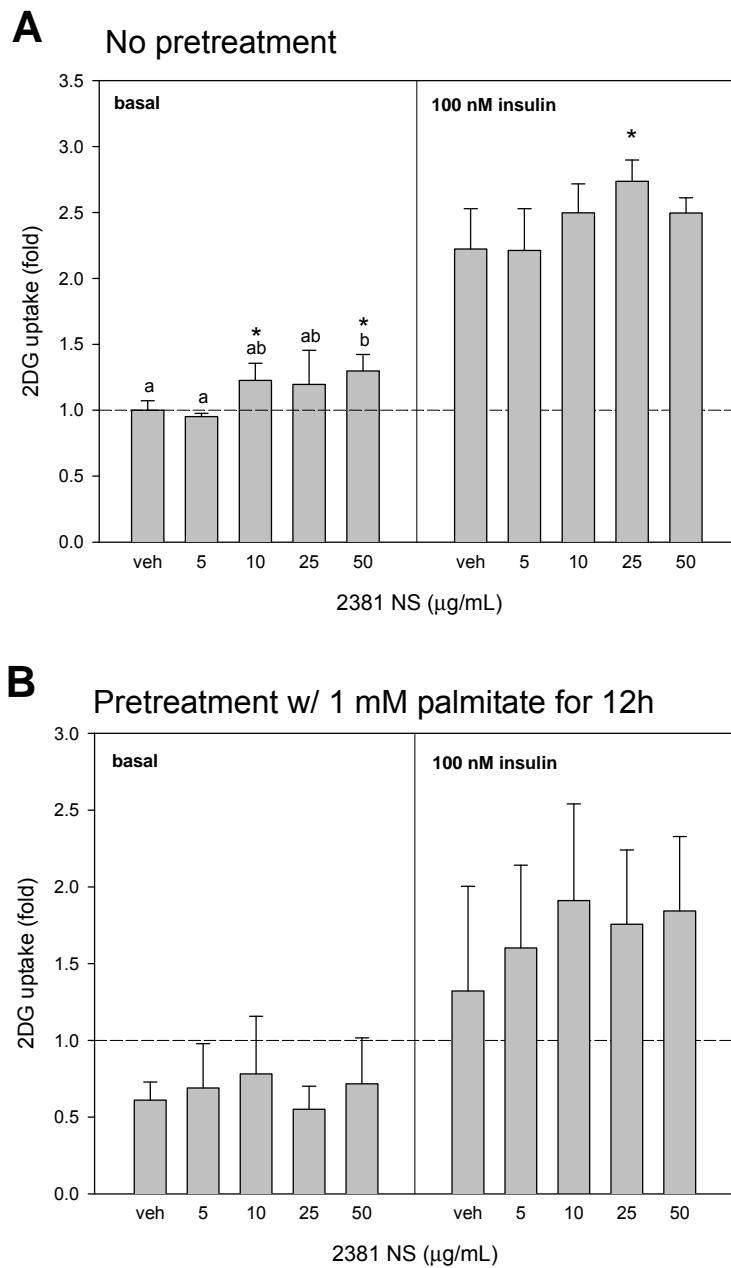 A No pretreatment
3.5
basal
100 nM insulin
*
3.0
2.5
2.0
2DG uptake (fold)
1.5
* ab *
a a ab b
1.0
0.5
0.0
veh 5 10 25 50 veh 5 10 25 50
2381 NS (μg/mL)
B Pretreatment w/ 1 mM palmitate for 12h
3.0
basal
100 nM insulin
2.5
2.0
2DG uptake (fold)
1.5
1.0
0.5
0.0
veh 5 10 25 50 veh 5 10 25 50
2381 NS (μg/mL)